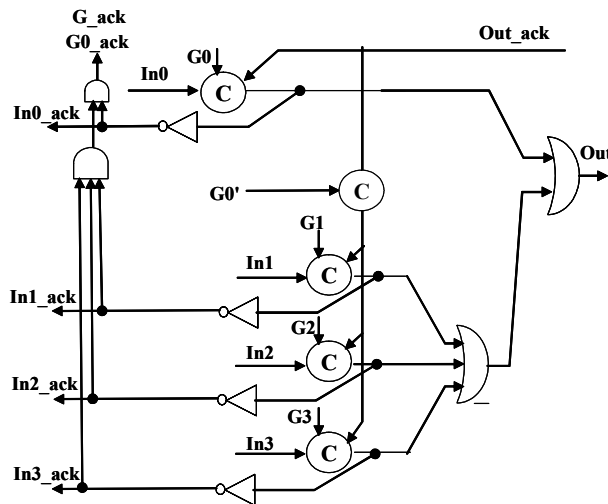 G_ack
G0_ack
G0
Out_ack
In0
C
In0_ack
Out
G0'
C
G1
In1
C
In1_ack
G2
In2
C
In2_ack
G3
In3
C
In3_ack